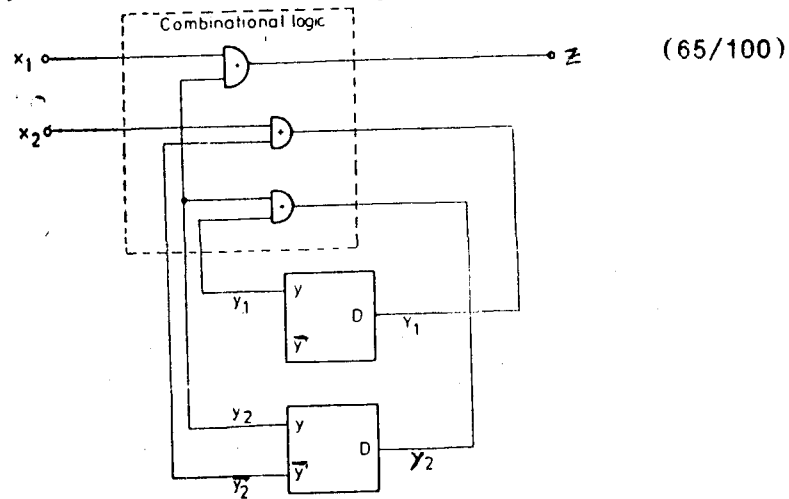 Combinational logic
x₁
z
(65/100)
x₂
y₁
y
D
Y₁
ȳ
y₂
y
D
Y₂
ȳ₂
ȳ